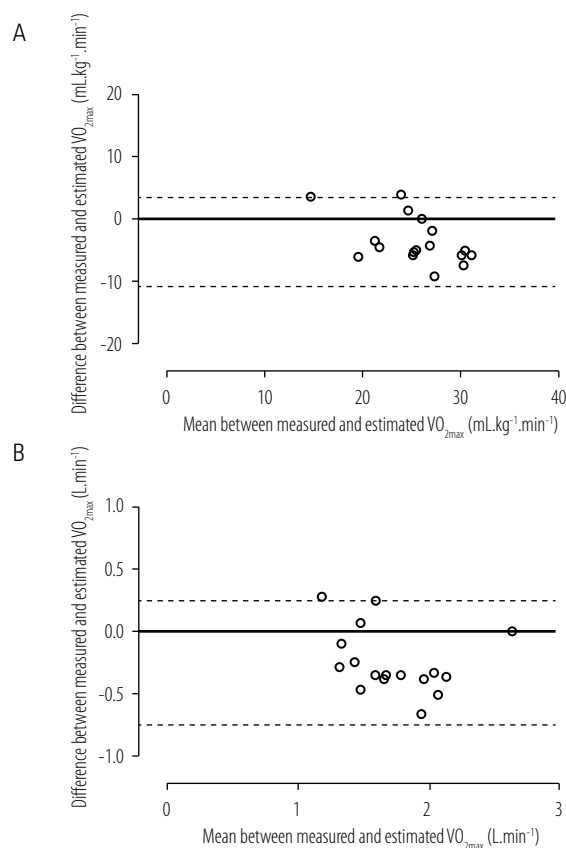 A
Difference between measured and estimated VO₂max (mL.kg⁻¹.min⁻¹)
20
10
0
-10
-20
0 10 20 30 40
Mean between measured and estimated VO₂max (mL.kg⁻¹.min⁻¹)
B
Difference between measured and estimated VO₂max (L.min⁻¹)
1.0
0.5
0.0
-0.5
-1.0
0 1 2 3
Mean between measured and estimated VO₂max (L.min⁻¹)